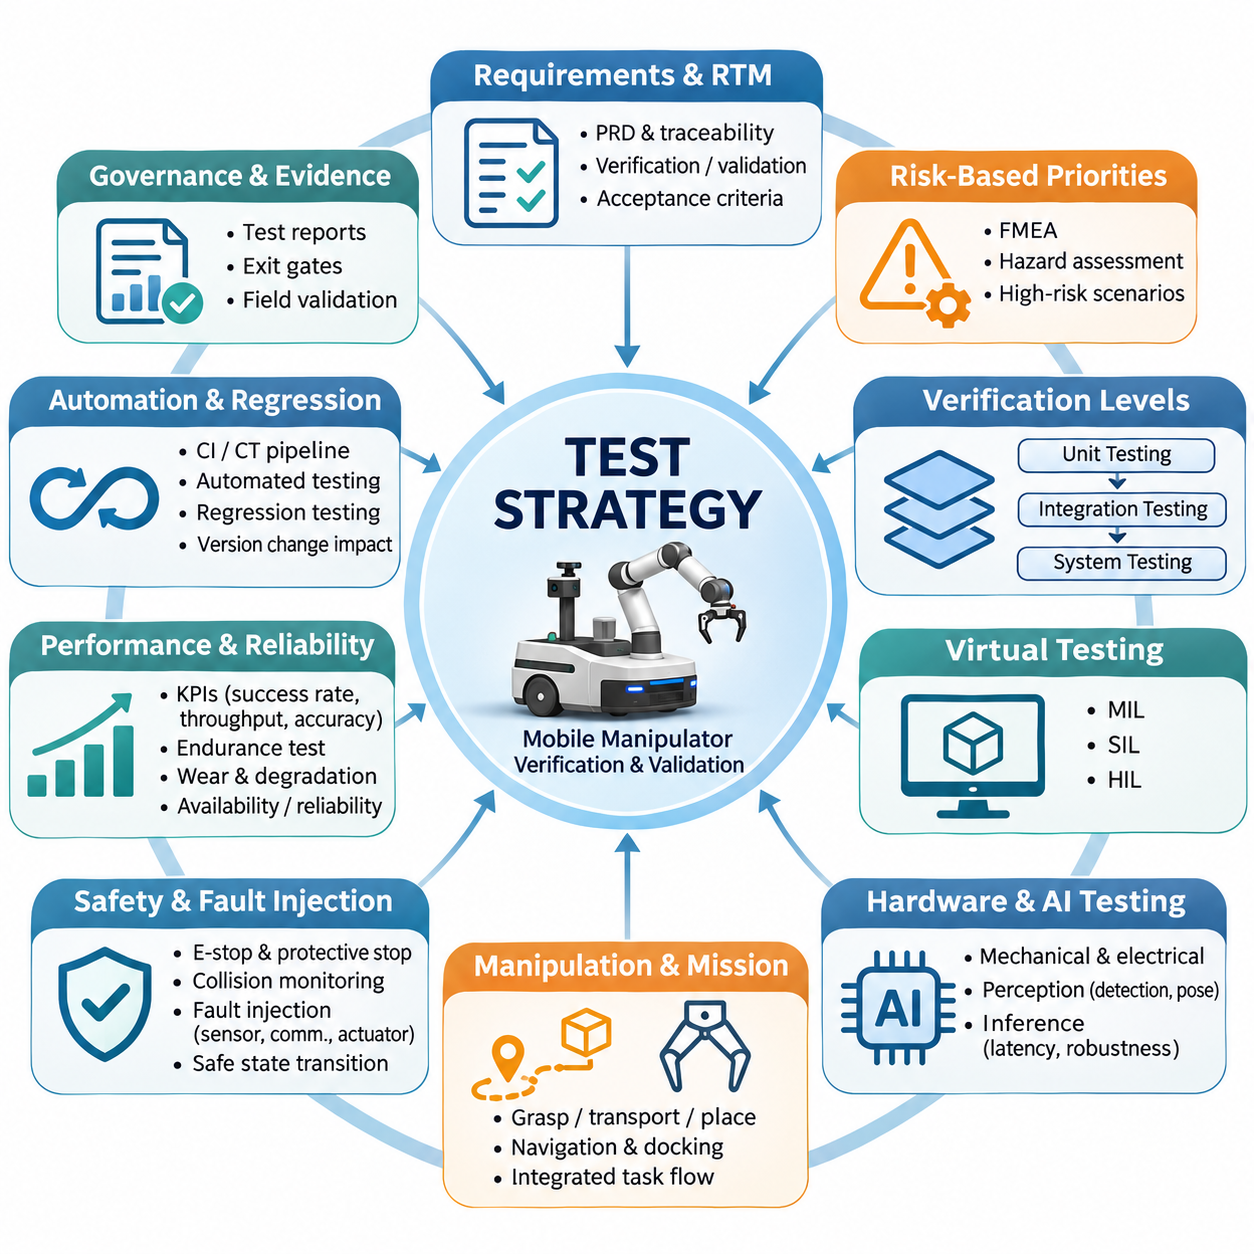 Requirements & RTM
• PRD & traceability
• Verification / validation
• Acceptance criteria
Governance & Evidence
• Test reports
• Exit gates
• Field validation
Risk-Based Priorities
• FMEA
• Hazard assessment
• High-risk scenarios
Automation & Regression
• CI / CT pipeline
• Automated testing
• Regression testing
• Version change impact
TEST
STRATEGY
Mobile Manipulator
Verification & Validation
Verification Levels
Unit Testing
Integration Testing
System Testing
Performance & Reliability
• KPIs (success rate,
throughput, accuracy)
• Endurance test
• Wear & degradation
• Availability / reliability
Virtual Testing
• MIL
• SIL
• HIL
Safety & Fault Injection
• E-stop & protective stop
• Collision monitoring
• Fault injection
(sensor, comm., actuator)
• Safe state transition
Manipulation & Mission
• Grasp / transport / place
• Navigation & docking
• Integrated task flow
Hardware & AI Testing
AI
• Mechanical & electrical
• Perception (detection, pose)
• Inference
(latency, robustness)